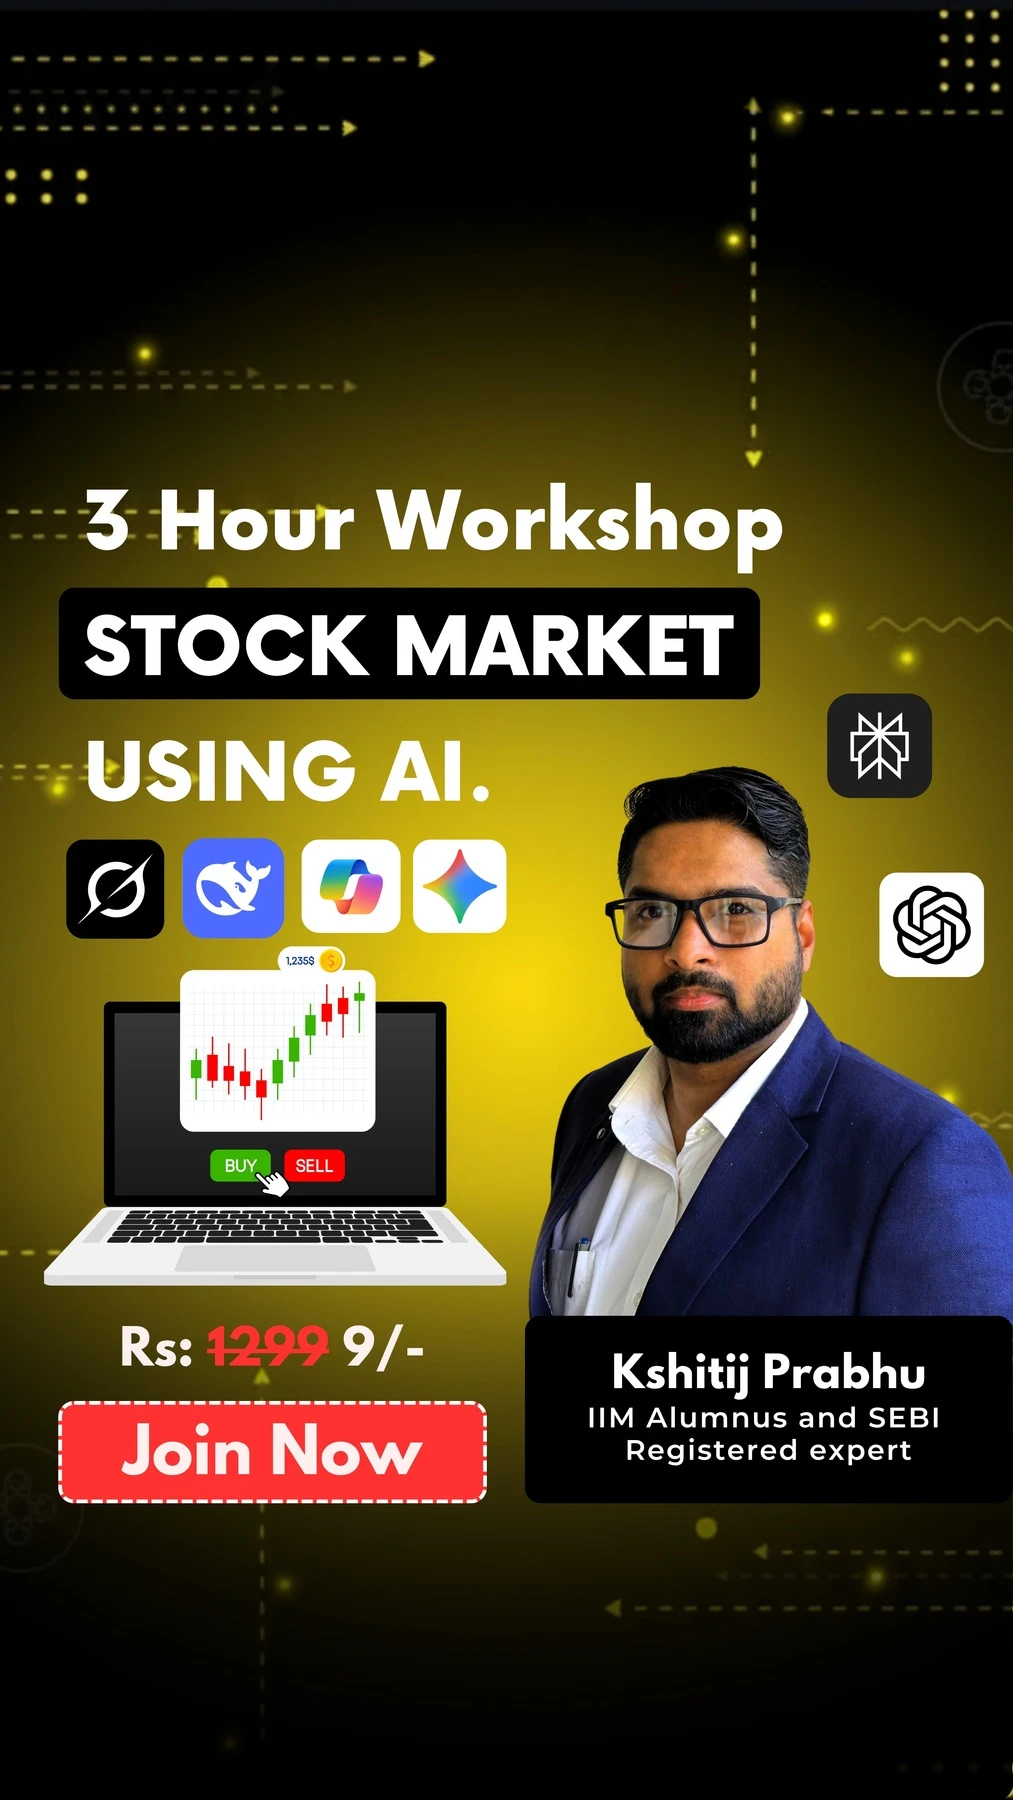 3 Hour Workshop
STOCK MARKET
USING AI.
1,235$ $
BUY SELL
Rs: 1299 9/-
Join Now
Kshitij Prabhu
IIM Alumnus and SEBI
Registered expert